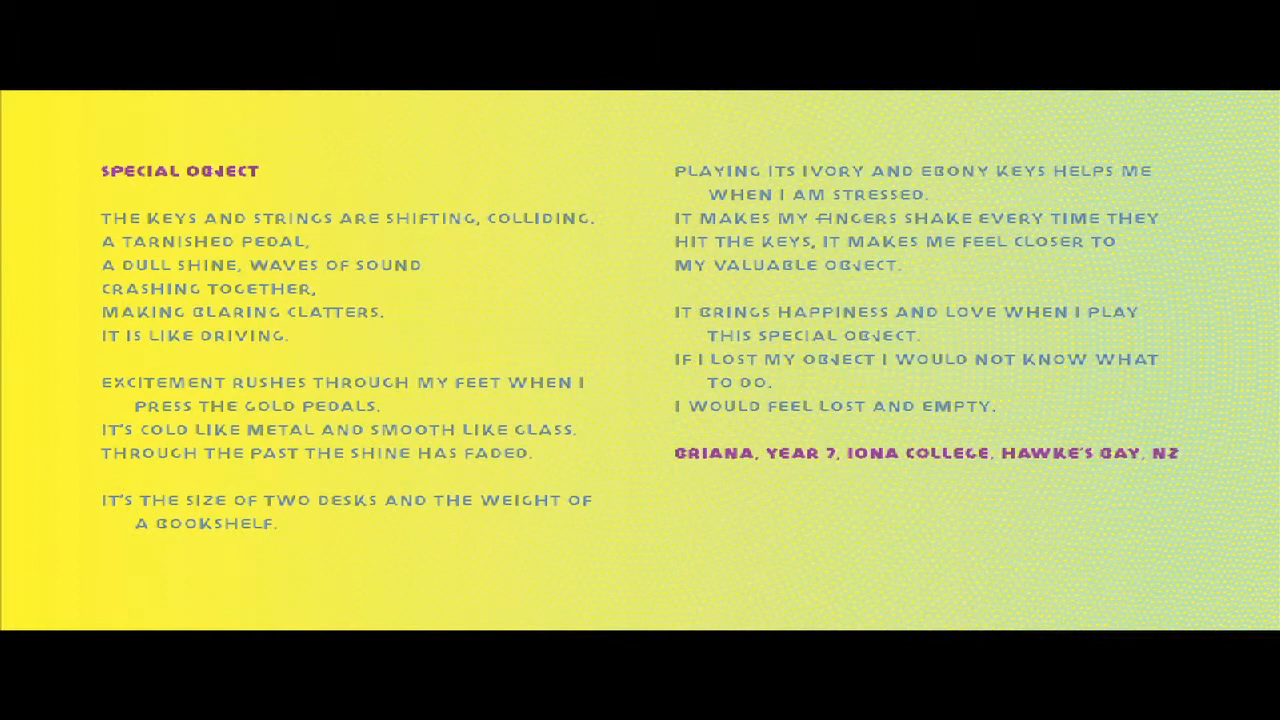 SPECIAL OBJECT
THE KEYS AND STRINGS ARE SHIFTING, COLLIDING.
A TARNISHED PEDAL,
A DULL SHINE, WAVES OF SOUND
CRASHING TOGETHER,
MAKING BLARING CLATTERS.
IT IS LIKE DRIVING.
EXCITEMENT RUSHES THROUGH MY FEET WHEN I
PRESS THE GOLD PEDALS.
IT'S COLD LIKE METAL AND SMOOTH LIKE GLASS.
THROUGH THE PAST THE SHINE HAS FADED.
IT'S THE SIZE OF TWO DESKS AND THE WEIGHT OF
A BOOKSHELF.
PLAYING ITS IVORY AND EBONY KEYS HELPS ME
WHEN I AM STRESSED.
IT MAKES MY FINGERS SHAKE EVERY TIME THEY
HIT THE KEYS, IT MAKES ME FEEL CLOSER TO
MY VALUABLE OBJECT.
IT BRINGS HAPPINESS AND LOVE WHEN I PLAY
THIS SPECIAL OBJECT.
IF I LOST MY OBJECT I WOULD NOT KNOW WHAT
TO DO.
I WOULD FEEL LOST AND EMPTY.
BRIANA, YEAR 7, IONA COLLEGE, HAWKE'S BAY, NZ